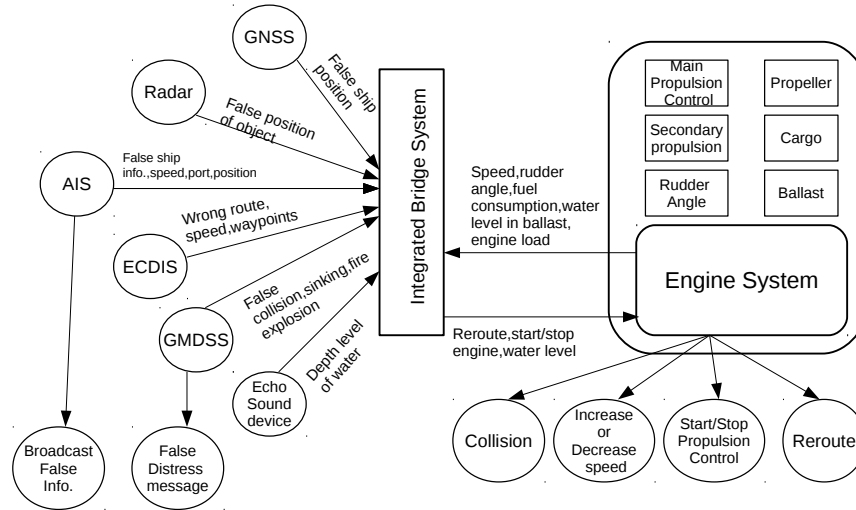 GNSS
False ship
position
Radar
False position
of object
AIS
False ship
info.,speed,port,position
Wrong route,
speed,waypoints
ECDIS
False
collision,sinking,fire
explosion
GMDSS
Depth level
of water
Echo
Sound
device
Broadcast
False
Info.
False
Distress
message
Integrated Bridge System
Speed,rudder
angle,fuel
consumption,water
level in ballast,
engine load
Reroute,start/stop
engine,water level
Main
Propulsion
Control
Propeller
Secondary
propulsion
Cargo
Rudder
Angle
Ballast
Engine System
Collision
Increase
or
Decrease
speed
Start/Stop
Propulsion
Control
Reroute